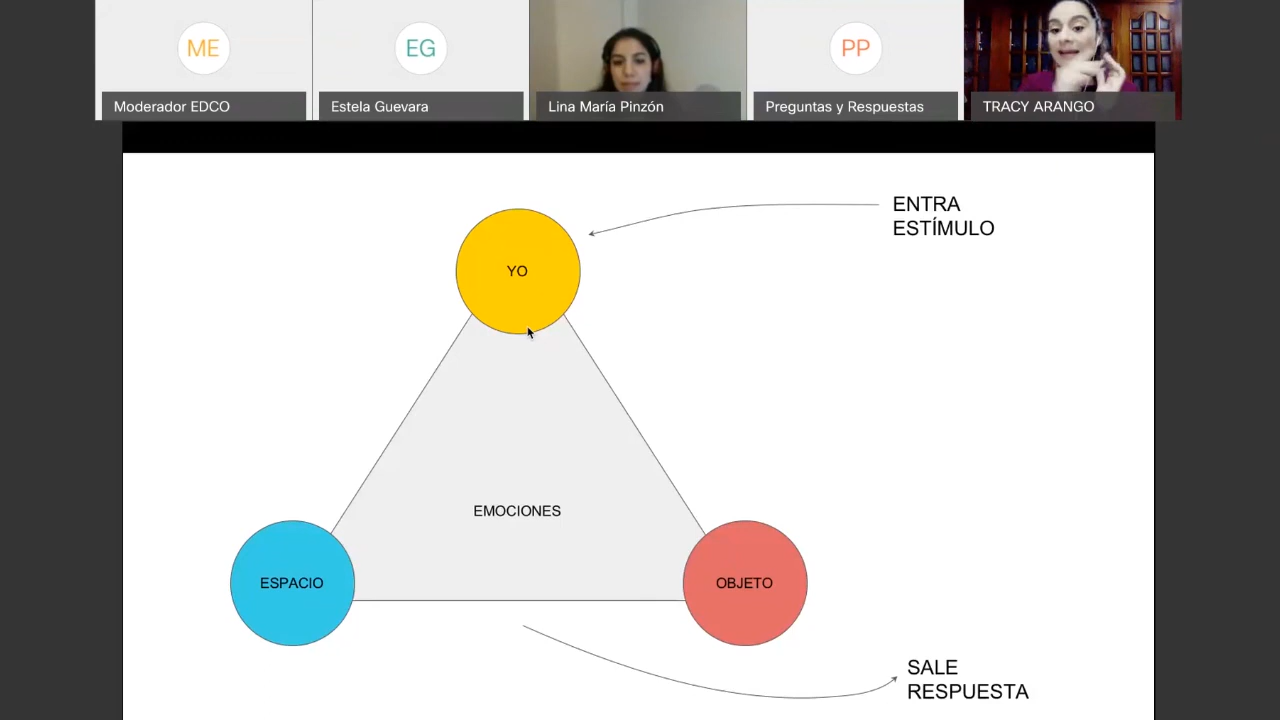 ME
EG
PP
Moderador EDCO
Estela Guevara
Lina María Pinzón
Preguntas y Respuestas
TRACY ARANGO
ENTRA
ESTÍMULO
YO
EMOCIONES
ESPACIO
OBJETO
SALE
RESPUESTA